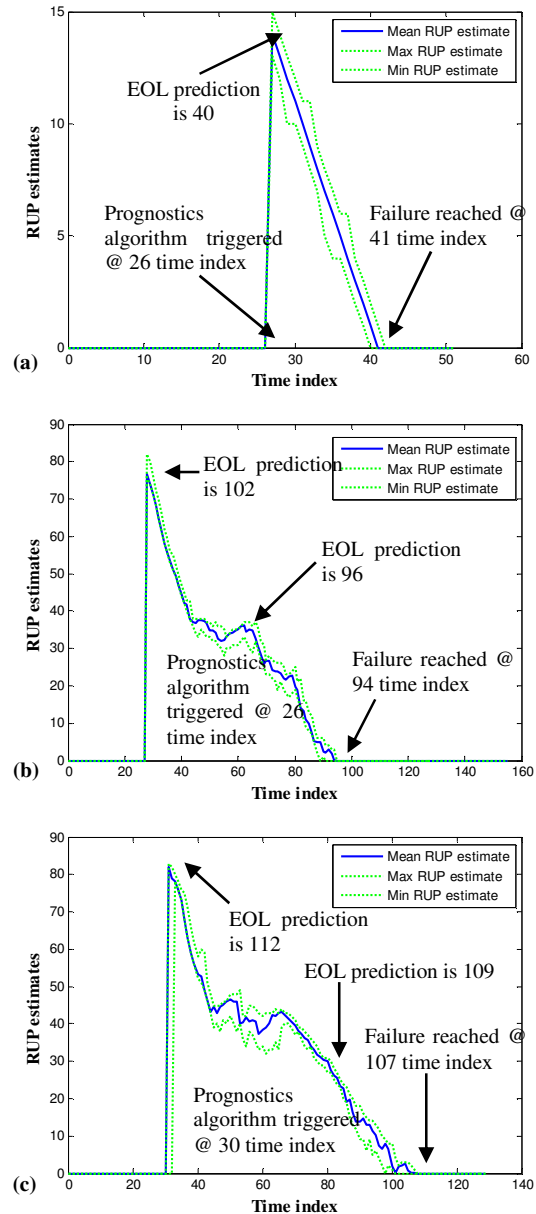 15
Mean RUP estimate
Max RUP estimate
Min RUP estimate
EOL prediction
is 40
10
RUP estimates
Prognostics
algorithm triggered
@ 26 time index
Failure reached @
41 time index
5
0
0 10 20 30 40 50 60
(a)
Time index
90
80
70
60
50
40
30
20
10
0
Mean RUP estimate
Max RUP estimate
Min RUP estimate
EOL prediction
is 102
EOL prediction
is 96
RUP estimates
Prognostics
algorithm
triggered @ 26
time index
Failure reached @
94 time index
0 20 40 60 80 100 120 140 160
(b)
Time index
90
80
70
60
50
40
30
20
10
0
Mean RUP estimate
Max RUP estimate
Min RUP estimate
EOL prediction
is 112
EOL prediction is 109
RUP estimates
Failure reached @
107 time index
Prognostics
algorithm triggered
@ 30 time index
0 20 40 60 80 100 120 140
(c)
Time index